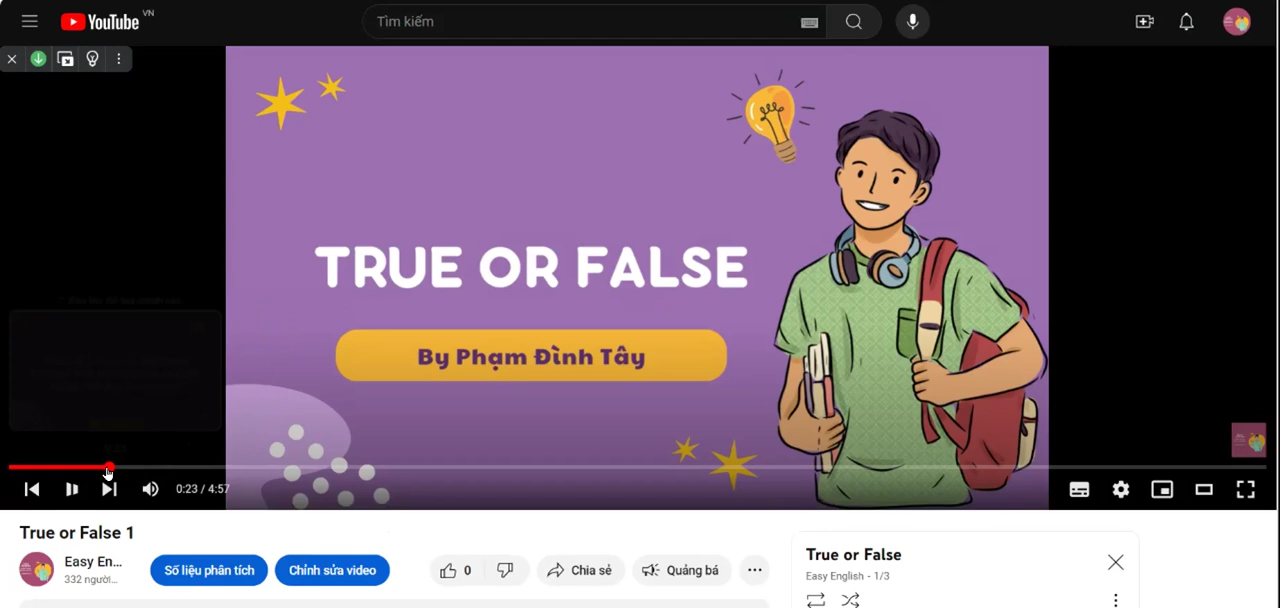 YouTube VN
Tìm kiếm
TRUE OR FALSE
By Phạm Đình Tây
0:23 / 4:57
True or False 1
Easy En...
332 người...
Số liệu phân tích
Chỉnh sửa video
0
Chia sẻ
Quảng bá
True or False
Easy English - 1/3